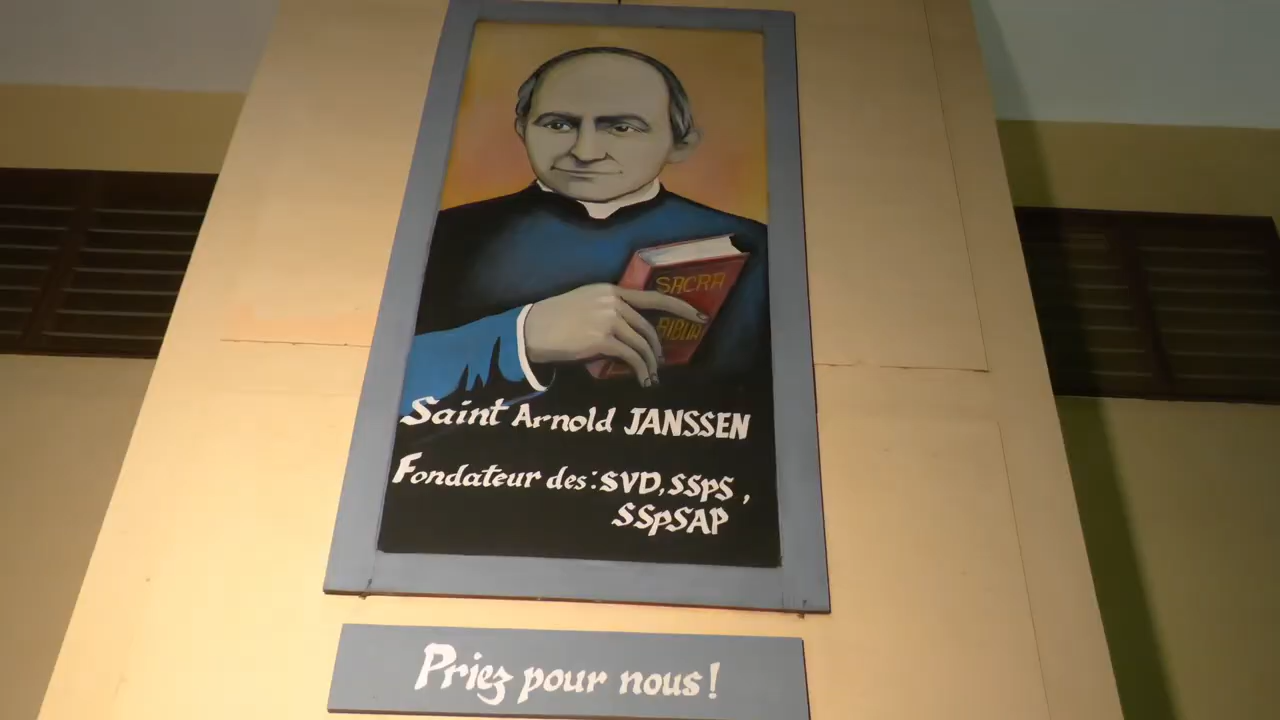 SACRA
BIBLIA
Saint Arnold JANSSEN
Fondateur des: SVD, SSpS,
SSpSAP
Priez pour nous!